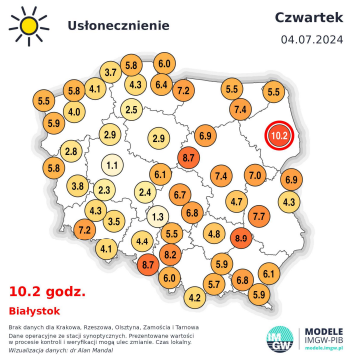 Usłonecznienie
Czwartek
04.07.2024
3.7 5.8 6.0
5.8 4.1 4.3 6.4 7.2 5.5 5.5
5.5 4.0 2.5 7.4
5.9 2.9 2.9 6.9 10.2
2.8 1.1 8.7
5.8 3.8 2.3 2.4 6.1 7.4 7.0 6.9
4.3 3.5 1.3 6.7 6.8 4.7 7.7 4.3
7.2 4.1 4.4 5.5 4.8 8.9
8.7 8.2 5.9
6.0 5.7 6.8 6.1
4.2 5.9
10.2 godz.
Białystok
Brak danych dla Krakowa, Rzeszowa, Olsztyna, Zamościa i Tarnowa
Dane operacyjne ze stacji synoptycznych. Prezentowane wartości
w procesie kontroli i weryfikacji mogą ulec zmianie. Czas lokalny.
Wizualizacja danych: dr Alan Mandal
IM
GW
MODELE
IMGW-PIB
modele.imgw.pl